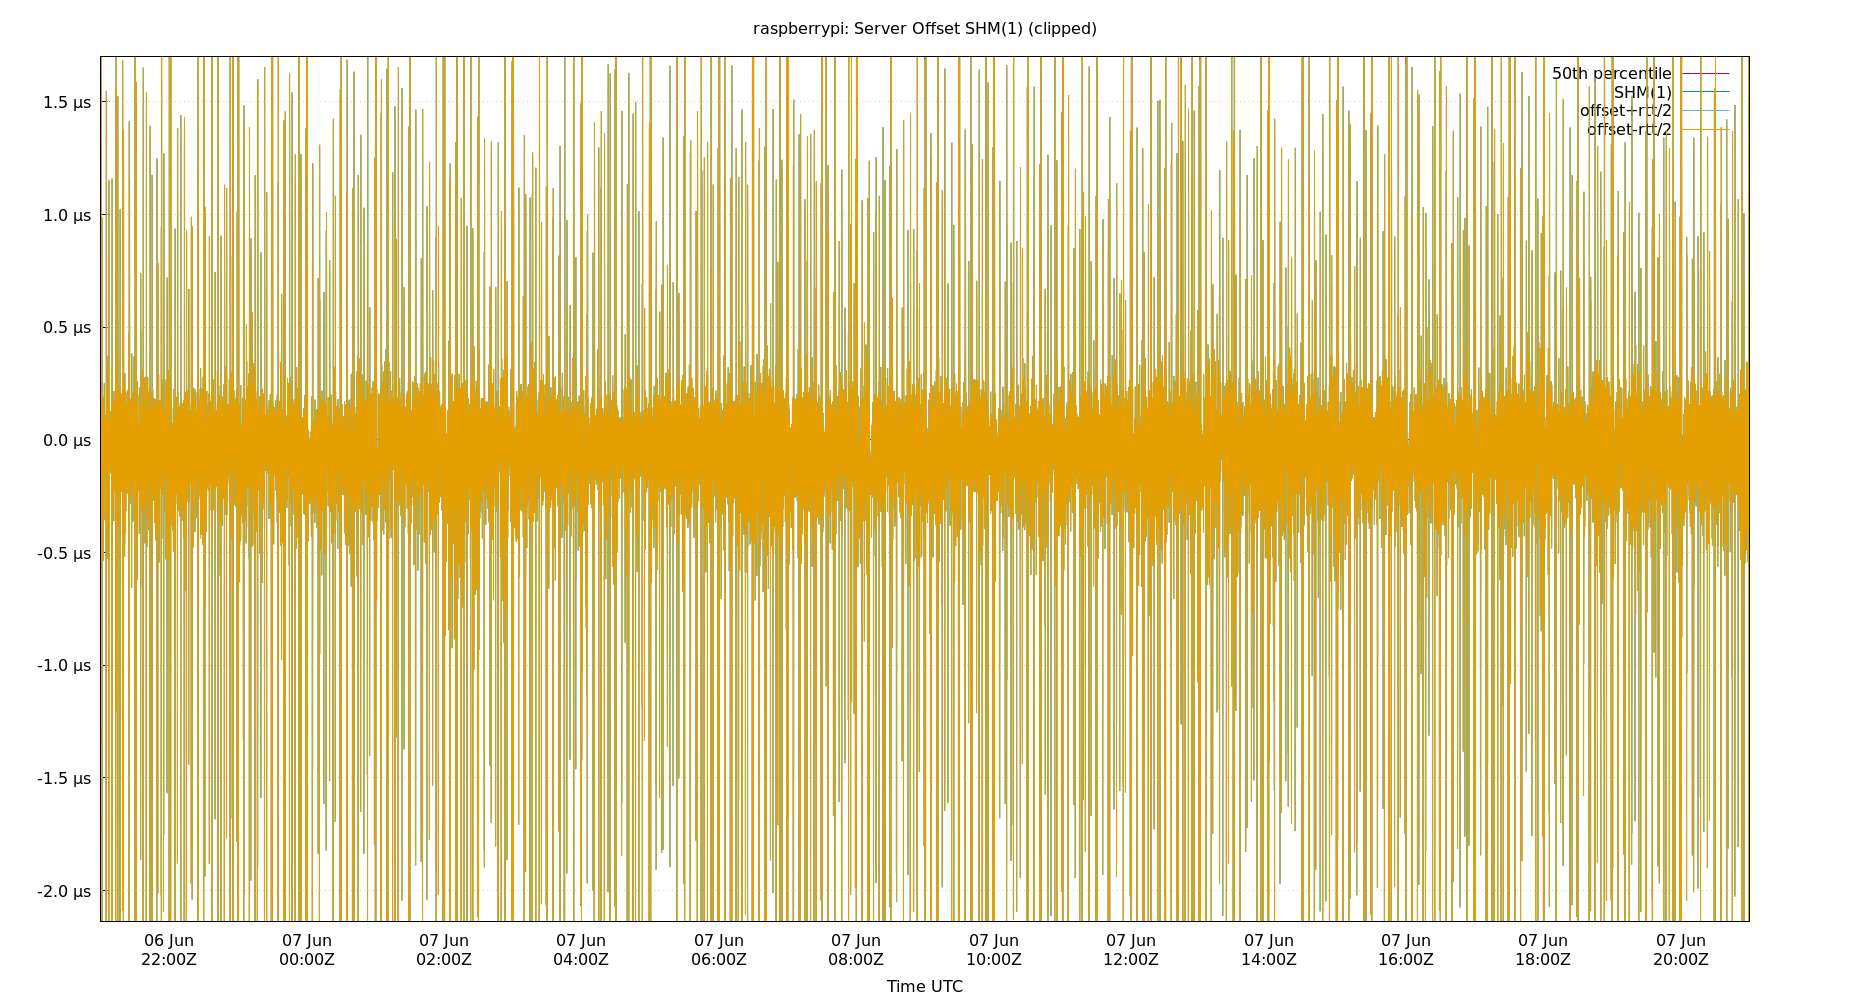 raspberrypi: Server Offset SHM(1) (clipped)
50th percentile
SHM(1)
offset+rtt/2
offset-rtt/2
1.5 µs
1.0 µs
0.5 µs
0.0 µs
-0.5 µs
-1.0 µs
-1.5 µs
-2.0 µs
06 Jun 07 Jun 07 Jun 07 Jun 07 Jun 07 Jun 07 Jun 07 Jun 07 Jun 07 Jun 07 Jun 07 Jun
22:00Z 00:00Z 02:00Z 04:00Z 06:00Z 08:00Z 10:00Z 12:00Z 14:00Z 16:00Z 18:00Z 20:00Z
Time UTC